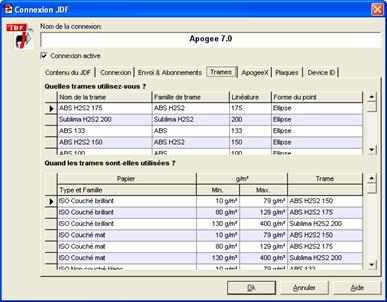 Connexion JDF
JDF
Nom de la connexion:
Apogee 7.0
Connexion active
Contenu du JDF Connexion Envoi & Abonnements Trames ApogeeX Plaques Device ID
Quelles trames utilisez-vous ?
Nom de la trame Famille de trame Linéature Forme du point
ABS H2S2 175 ABS H2S2 175 Ellipse
Sublima H2S2 200 Sublima H2S2 200 Ellipse
ABS 133 ABS 133 Ellipse
ABS H2S2 150 ABS H2S2 150 Ellipse
ABS 100 ABS 100 Ellipse
Quand les trames sont-elles utilisées ?
Papier g/m² Trame
Type et Famille Min. Max.
ISO Couché brillant 10 g/m² 79 g/m² ABS H2S2 150
ISO Couché brillant 80 g/m² 129 g/m² ABS H2S2 175
ISO Couché brillant 130 g/m² 400 g/m² Sublima H2S2 200
ISO Couché mat 10 g/m² 79 g/m² ABS H2S2 150
ISO Couché mat 80 g/m² 129 g/m² ABS H2S2 175
ISO Couché mat 130 g/m² 400 g/m² Sublima H2S2 200
ISO Non couché blanc 10 g/m² 79 g/m² ABS 133
Ok Annuler Aide